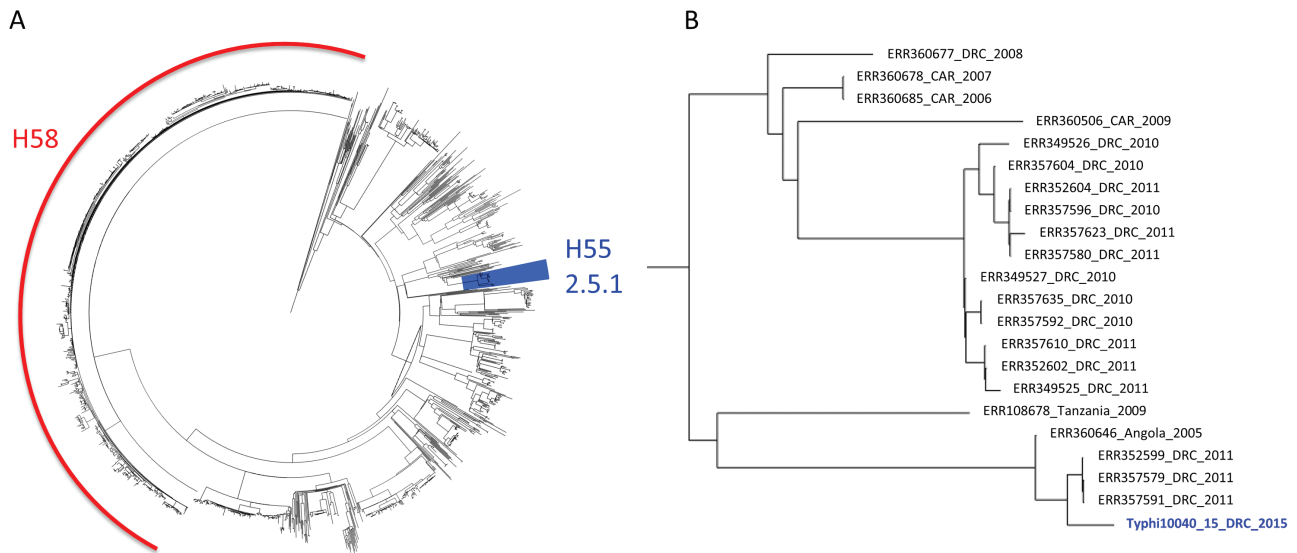 A
H58
H55
2.5.1
B
ERR360677_DRC_2008
ERR360678_CAR_2007
ERR360685_CAR_2006
ERR360506_CAR_2009
ERR349526_DRC_2010
ERR357604_DRC_2010
ERR352604_DRC_2011
ERR357596_DRC_2010
ERR357623_DRC_2011
ERR357580_DRC_2011
ERR349527_DRC_2010
ERR357635_DRC_2010
ERR357592_DRC_2010
ERR357610_DRC_2011
ERR352602_DRC_2011
ERR349525_DRC_2011
ERR108678_Tanzania_2009
ERR360646_Angola_2005
ERR352599_DRC_2011
ERR357579_DRC_2011
ERR357591_DRC_2011
Typhi10040_15_DRC_2015